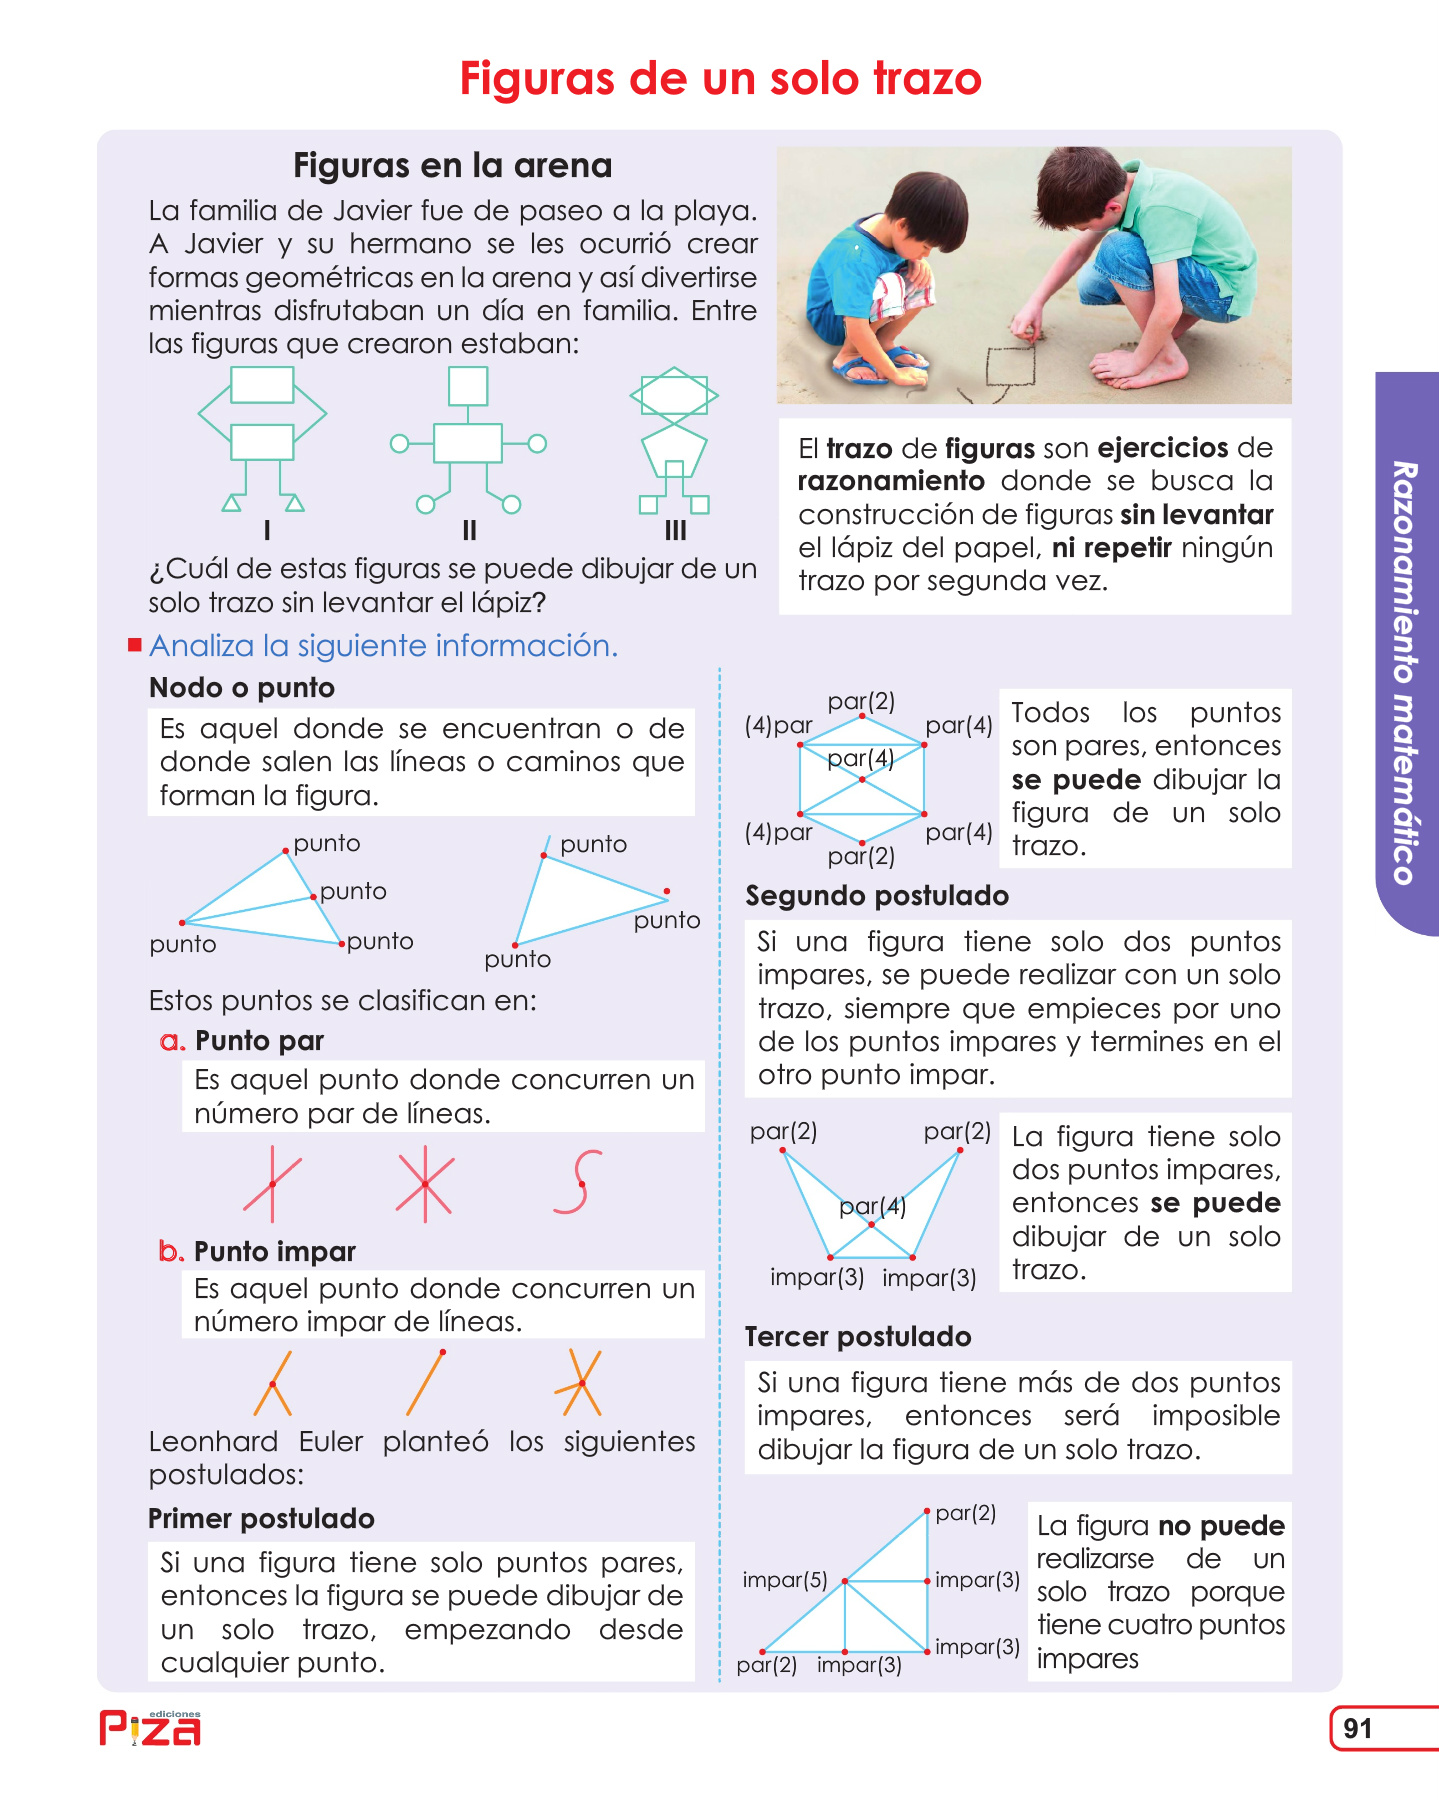 Figuras de un solo trazo
Figuras en la arena
La familia de Javier fue de paseo a la playa.
A Javier y su hermano se les ocurrió crear
formas geométricas en la arena y así divertirse
mientras disfrutaban un día en familia. Entre
las figuras que crearon estaban:
I
II
III
¿Cuál de estas figuras se puede dibujar de un
solo trazo sin levantar el lápiz?
El trazo de figuras son ejercicios de
razonamiento donde se busca la
construcción de figuras sin levantar
el lápiz del papel, ni repetir ningún
trazo por segunda vez.
Analiza la siguiente información.
Nodo o punto
Es aquel donde se encuentran o de
donde salen las líneas o caminos que
forman la figura.
punto
punto
punto
punto
punto
punto
punto
Estos puntos se clasifican en:
a. Punto par
Es aquel punto donde concurren un
número par de líneas.
b. Punto impar
Es aquel punto donde concurren un
número impar de líneas.
Leonhard Euler planteó los siguientes
postulados:
Primer postulado
Si una figura tiene solo puntos pares,
entonces la figura se puede dibujar de
un solo trazo, empezando desde
cualquier punto.
par(2)
(4)par
par(4)
par(4)
(4)par
par(4)
par(2)
Todos los puntos
son pares, entonces
se puede dibujar la
figura de un solo
trazo.
Segundo postulado
Si una figura tiene solo dos puntos
impares, se puede realizar con un solo
trazo, siempre que empieces por uno
de los puntos impares y termines en el
otro punto impar.
par(2)
par(2)
par(4)
impar(3)
impar(3)
La figura tiene solo
dos puntos impares,
entonces se puede
dibujar de un solo
trazo.
Tercer postulado
Si una figura tiene más de dos puntos
impares, entonces será imposible
dibujar la figura de un solo trazo.
par(2)
impar(5)
impar(3)
impar(3)
par(2)
impar(3)
La figura no puede
realizarse de un
solo trazo porque
tiene cuatro puntos
impares
Razonamiento matemático
ediciones
Piza
91